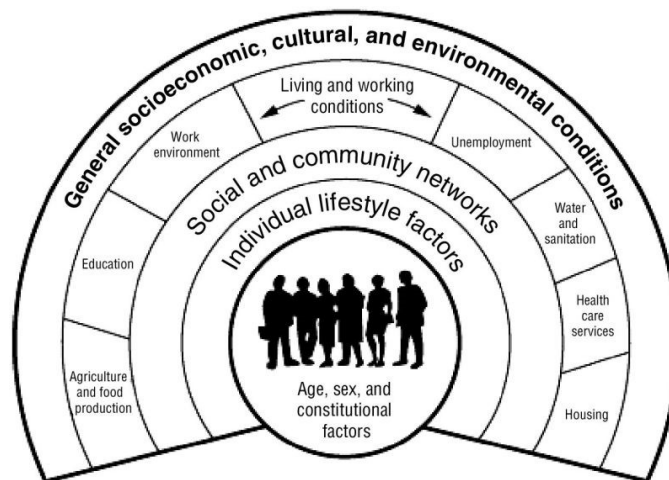 General socioeconomic, cultural, and environmental conditions
Living and working
conditions
Work
environment
Unemployment
Education
Water
and
sanitation
Agriculture
and food
production
Health
care
services
Housing
Social and community networks
Individual lifestyle factors
Age, sex, and
constitutional
factors